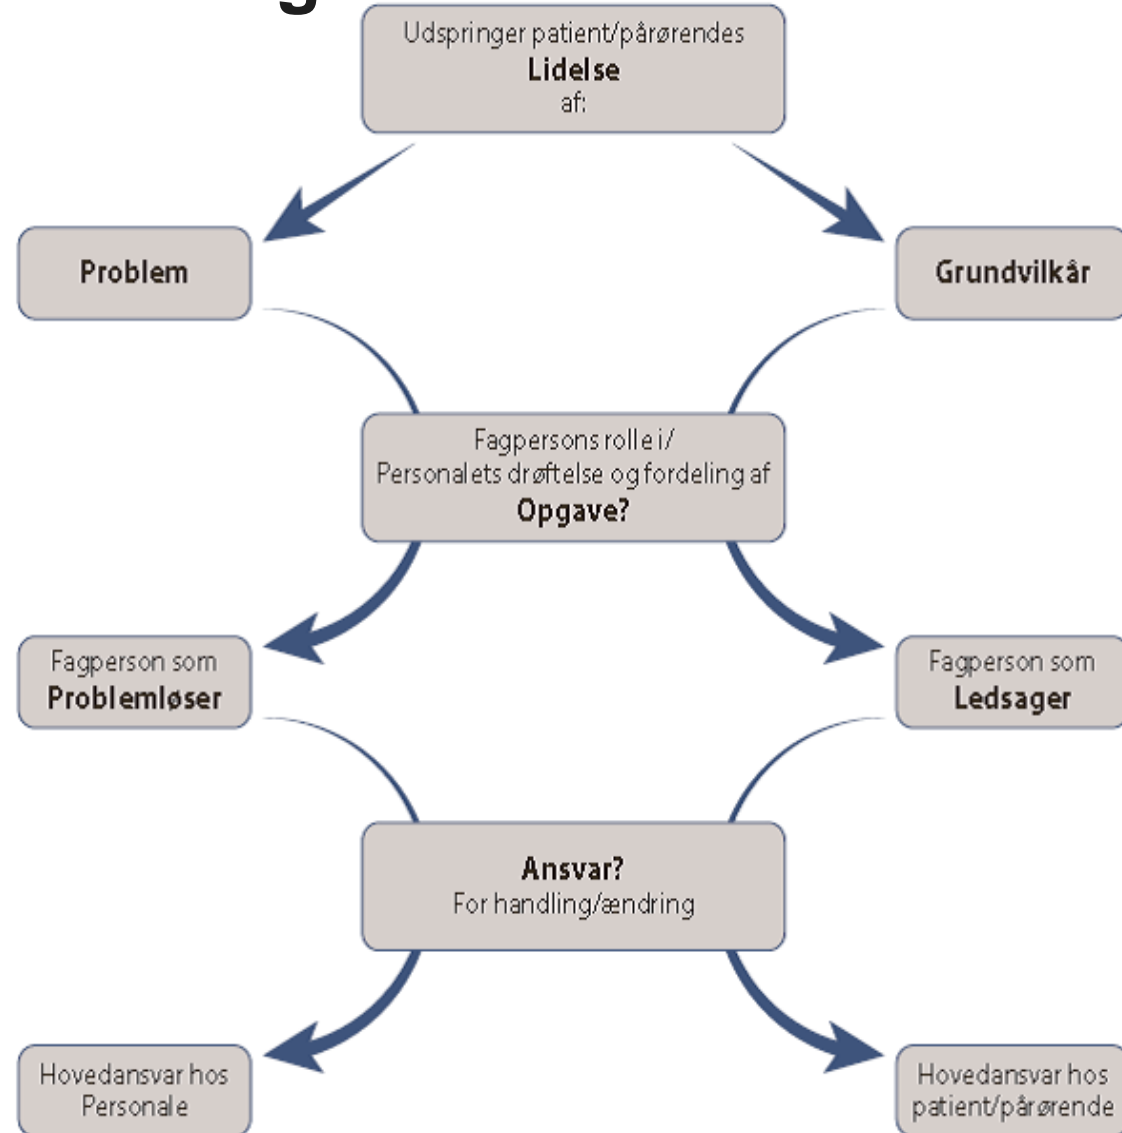 g
Udspringer patient/pårørendes
Lidelse
af:
Problem
Grundvilkår
Fagpersons rolle i/
Personalets drøftelse og fordeling af
Opgave?
Fagperson som
Problemløser
Fagperson som
Ledsager
Ansvar?
For handling/ændring
Hovedansvar hos
Personale
Hovedansvar hos
patient/pårørende